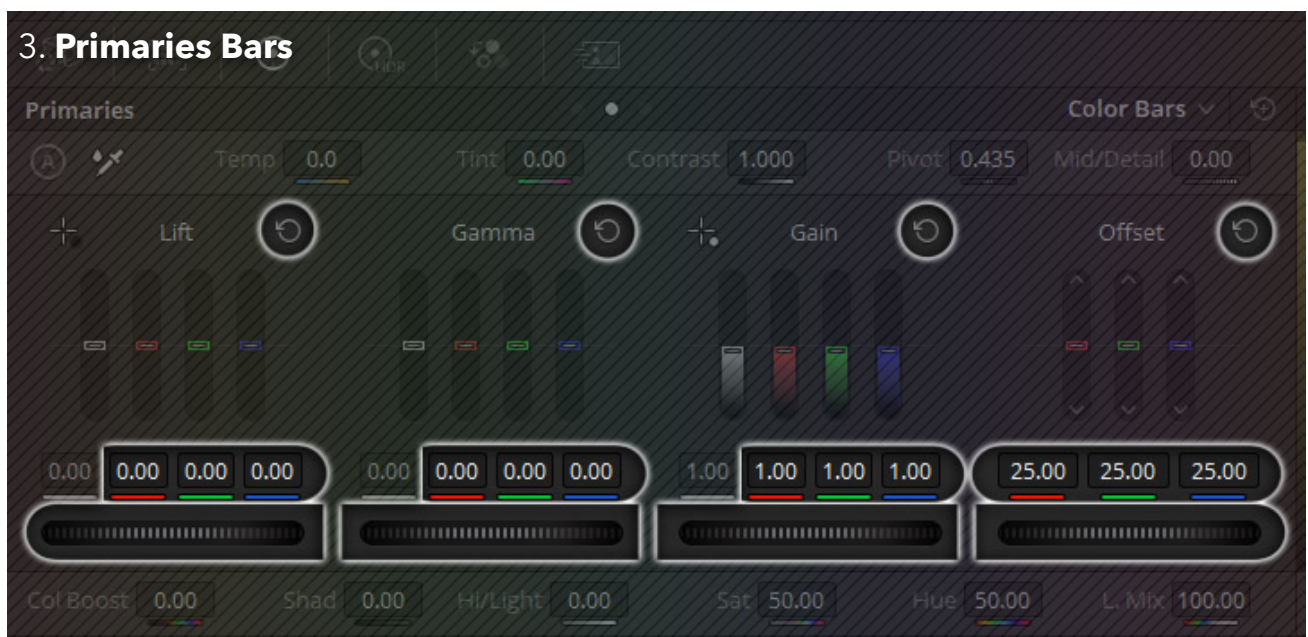 3. Primaries Bars
HDR
Primaries
Color Bars
A
Temp 0.0 Tint 0.00 Contrast 1.000 Pivot 0.435 Mid/Detail 0.00
Lift Gamma Gain Offset
0.00 0.00 0.00 0.00 0.00 0.00 0.00 0.00 1.00 1.00 1.00 1.00 25.00 25.00 25.00
Col Boost 0.00 Shad 0.00 Hi/Light 0.00 Sat 50.00 Hue 50.00 L. Mix 100.00